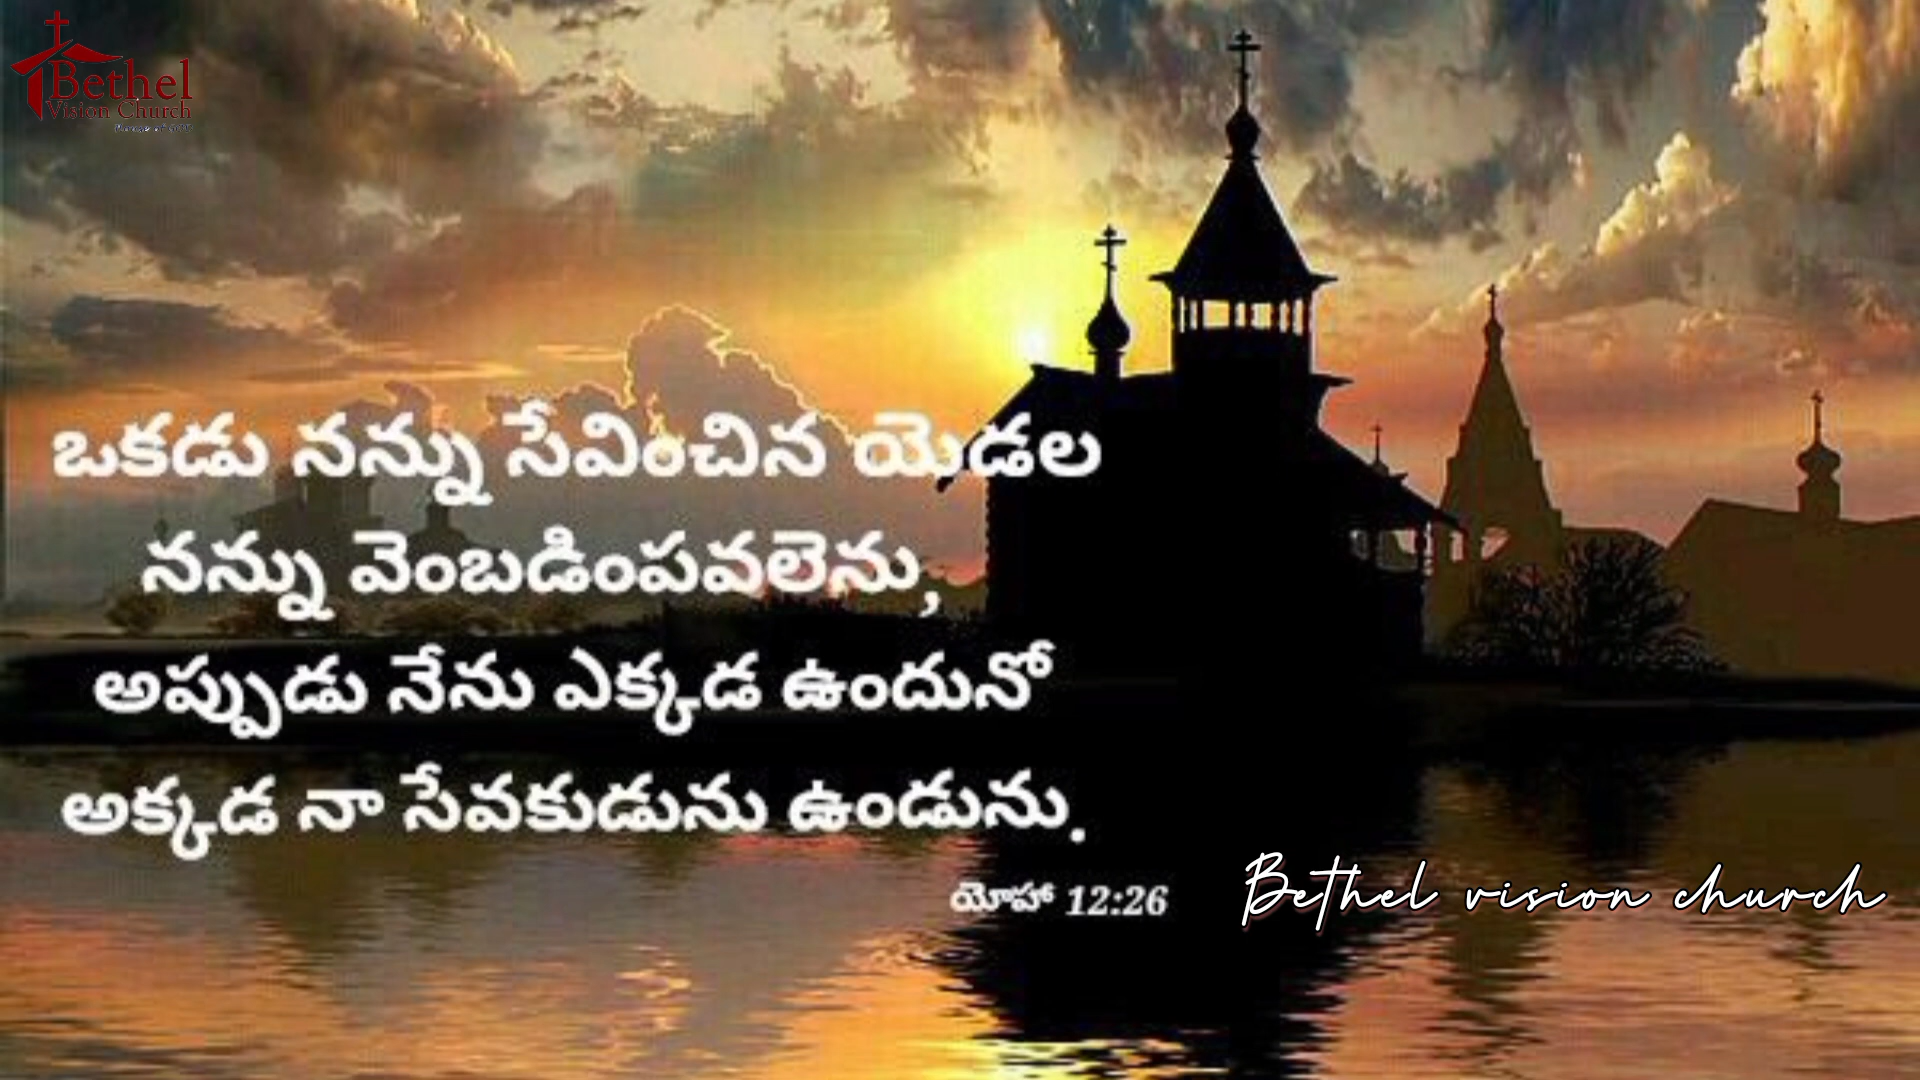 Bethel
Vision Church
ఒకడు నన్ను సేవించిన యెడల
నన్ను వెంబడింపవలెను,
అప్పుడు నేను ఎక్కడ ఉందునో
అక్కడ నా సేవకుడును ఉండును.
యోహా 12:26
Bethel vision church